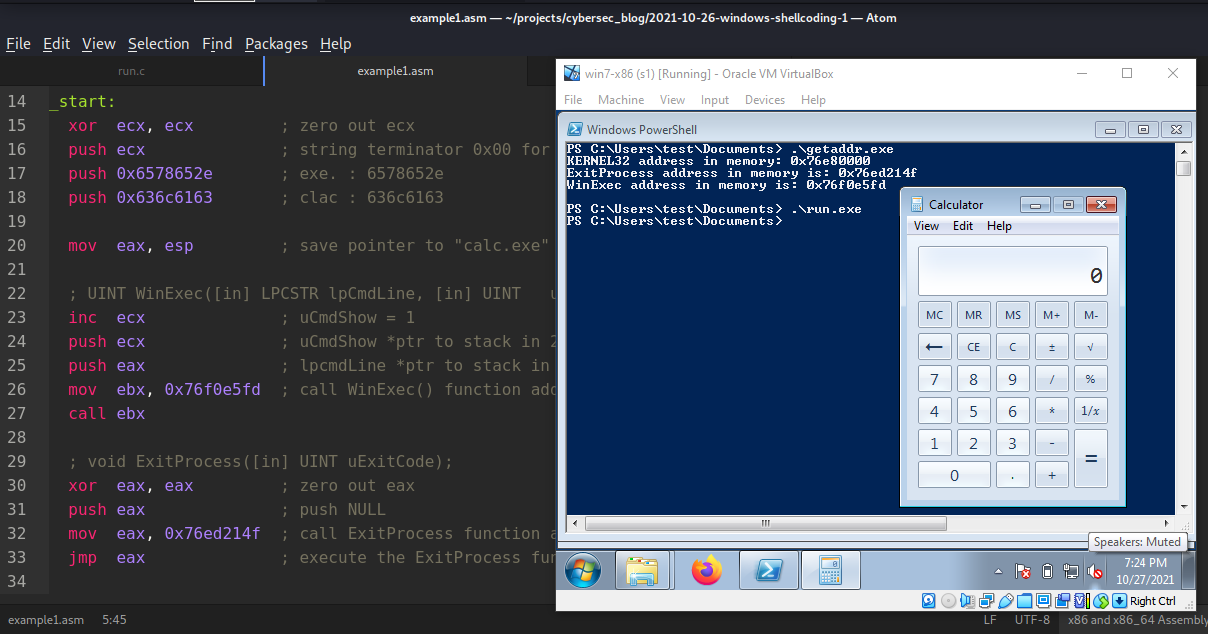 example1.asm — ~/projects/cybersec_blog/2021-10-26-windows-shellcoding-1 — Atom
File Edit View Selection Find Packages Help
run.c
example1.asm
14 _start:
15 xor ecx, ecx ; zero out ecx
16 push ecx ; string terminator 0x00 for
17 push 0x6578652e ; exe. : 6578652e
18 push 0x636c6163 ; clac : 636c6163
19
20 mov eax, esp ; save pointer to "calc.exe"
21
22 ; UINT WinExec([in] LPCSTR lpCmdLine, [in] UINT u
23 inc ecx ; uCmdShow = 1
24 push ecx ; uCmdShow *ptr to stack in 2
25 push eax ; lpcmdLine *ptr to stack in
26 mov ebx, 0x76f0e5fd ; call WinExec() function add
27 call ebx
28
29 ; void ExitProcess([in] UINT uExitCode);
30 xor eax, eax ; zero out eax
31 push eax ; push NULL
32 mov eax, 0x76ed214f ; call ExitProcess function a
33 jmp eax ; execute the ExitProcess fun
34
example1.asm 5:45
LF UTF-8 x86 and x86_64 Assembly
win7-x86 (s1) [Running] - Oracle VM VirtualBox
File Machine View Input Devices Help
Windows PowerShell
PS C:\Users\test\Documents> .\getaddr.exe
KERNEL32 address in memory: 0x76e80000
ExitProcess address in memory is: 0x76ed214f
WinExec address in memory is: 0x76f0e5fd
PS C:\Users\test\Documents> .\run.exe
PS C:\Users\test\Documents>
Calculator
View Edit Help
0
MC MR MS M+ M-
← CE C ± √
7 8 9 / %
4 5 6 * 1/x
1 2 3 - =
0 . +
Speakers: Muted
7:24 PM
10/27/2021
Right Ctrl